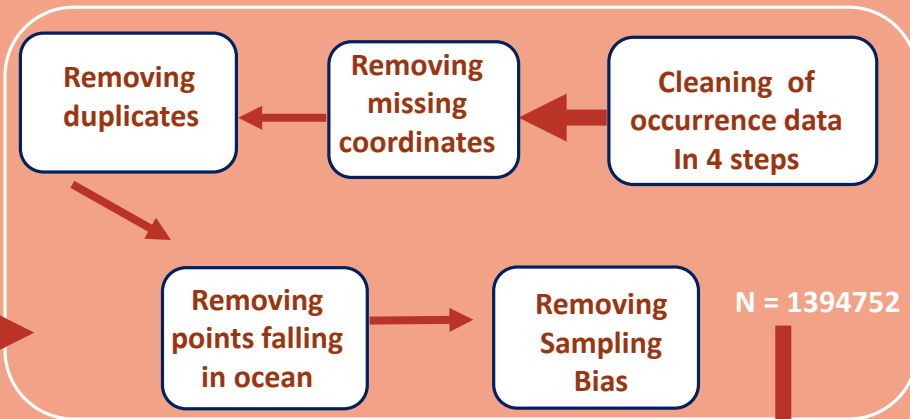 Removing
duplicates
Removing
missing
coordinates
Cleaning of
occurrence data
In 4 steps
Removing
points falling
in ocean
Removing
Sampling
Bias
N = 1394752